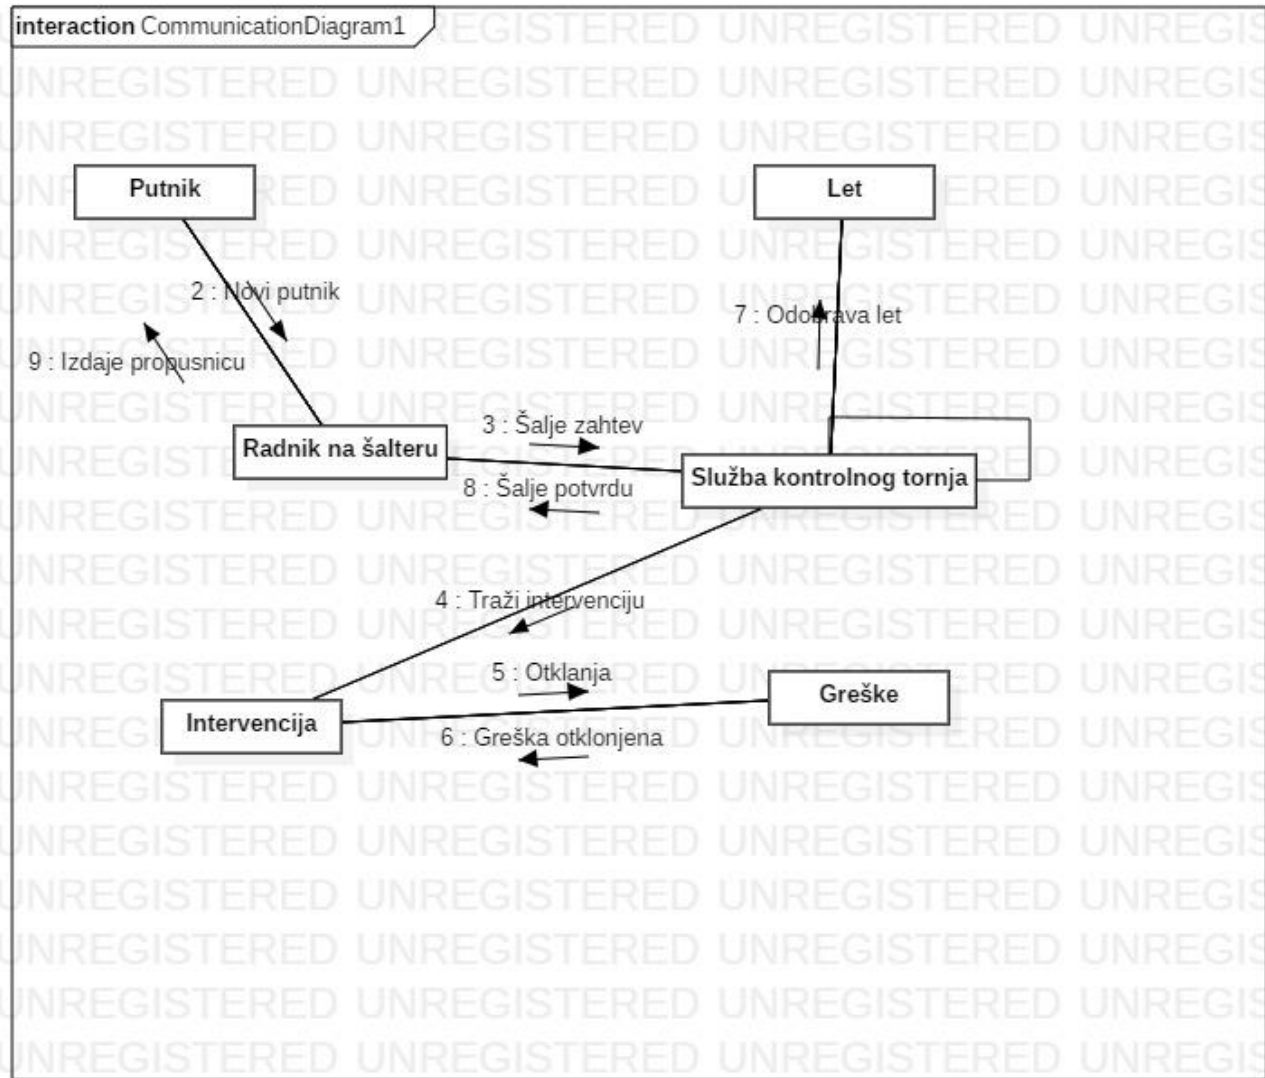 interaction CommunicationDiagram1
Putnik
Let
2 : Novi putnik
7 : Odobrava let
9 : Izdaje propusnicu
3 : Šalje zahtev
Radnik na šalteru
Služba kontrolnog tornja
8 : Šalje potvrdu
4 : Traži intervenciju
5 : Otklanja
Greške
Intervencija
6 : Greška otklonjena
UNREGISTERED